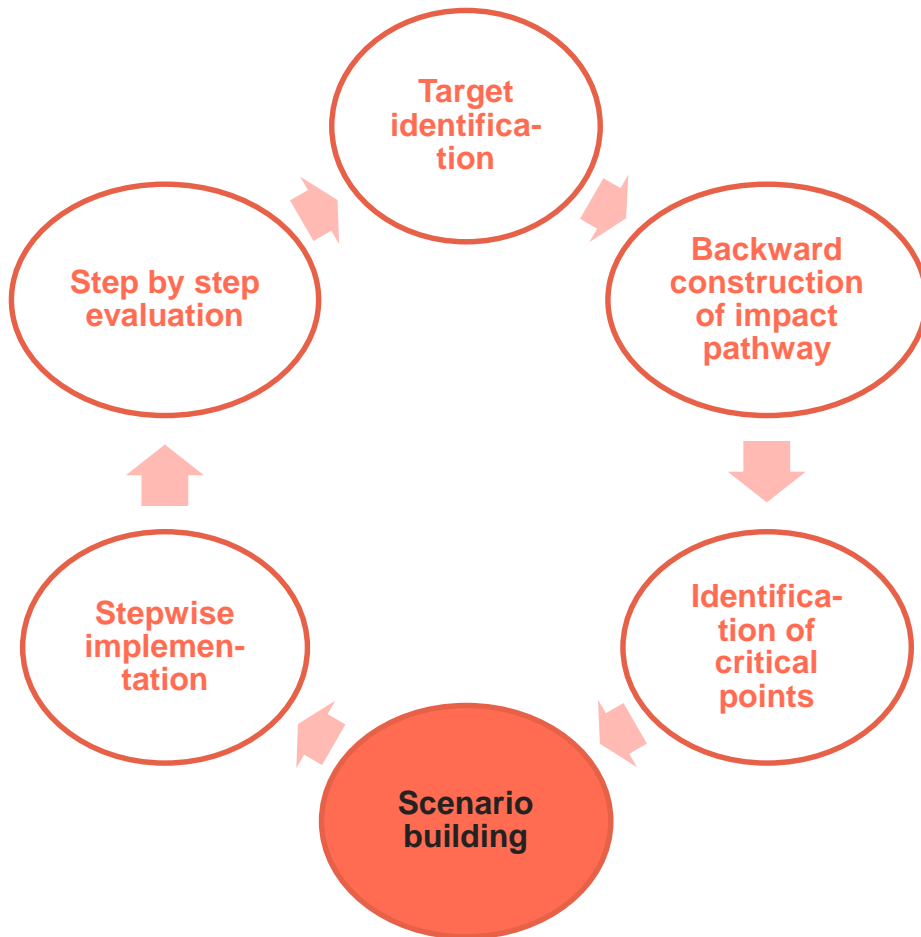 Target
identifica-
tion
Backward
construction
of impact
pathway
Identifica-
tion of
critical
points
Scenario
building
Stepwise
implemen-
tation
Step by step
evaluation